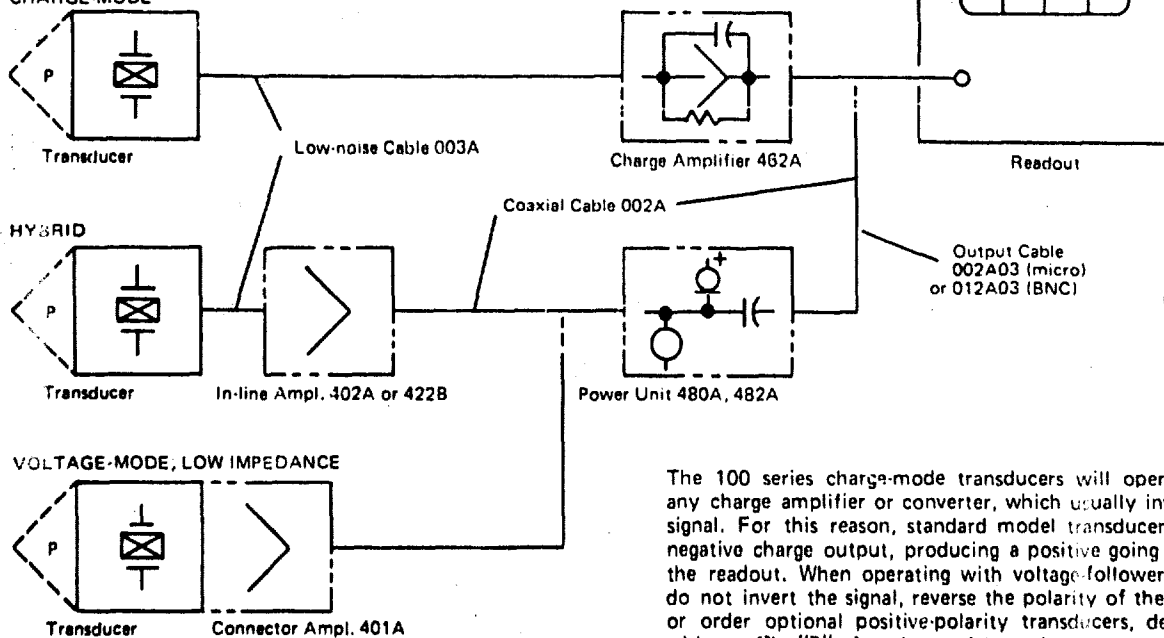 CHARGE-MODE
P
Transducer
Low-noise Cable 003A
Charge Amplifier 462A
Readout
Coaxial Cable 002A
HYBRID
P
+
Output Cable
002A03 (micro)
or 012A03 (BNC)
Transducer
In-line Ampl. 402A or 422B
Power Unit 480A, 482A
VOLTAGE-MODE, LOW IMPEDANCE
P
Transducer
Connector Ampl. 401A
The 100 series charge-mode transducers will oper
any charge amplifier or converter, which usually in
signal. For this reason, standard model transducer
negative charge output, producing a positive going
the readout. When operating with voltage-follower
do not invert the signal, reverse the polarity of the
or order optional positive-polarity transducers, de